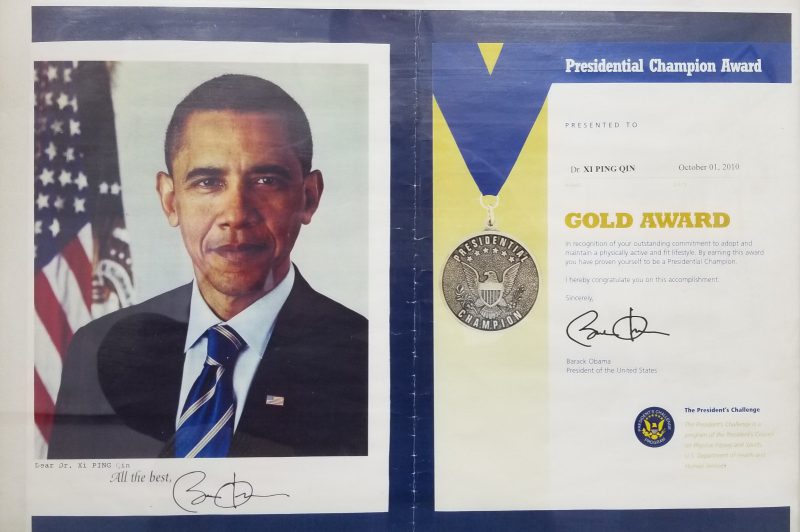 Dear Dr. Xi PING Qin
All the best,
Presidential Champion Award
PRESENTED TO
Dr. XI PING QIN October 01, 2010
GOLD AWARD
In recognition of your outstanding commitment to adopt and
maintain a physically active and fit lifestyle. By earning this award
you have proven yourself to be a Presidential Champion.
I hereby congratulate you on this accomplishment.
Sincerely,
Barack Obama
President of the United States
PRESIDENTIAL
CHAMPION
PRESIDENT'S CHALLENGE
PROGRAM
The President's Challenge
The President's Challenge is a
program of the President's Council
on Physical Fitness and Sports
U.S. Department of Health and
Human Services